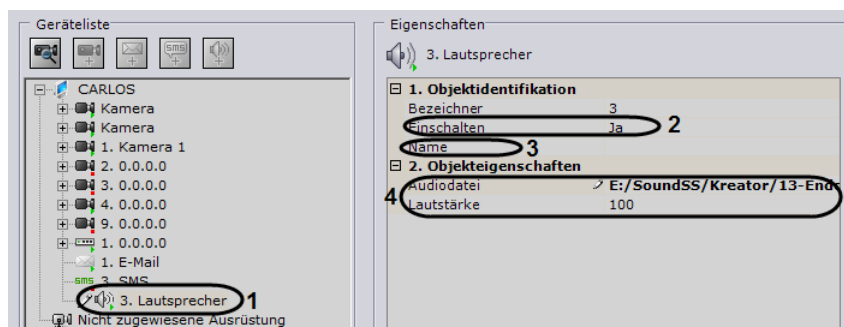 Geräteliste
sms
CARLOS
Kamera
Kamera
1. Kamera 1
2. 0.0.0.0
3. 0.0.0.0
4. 0.0.0.0
9. 0.0.0.0
1. 0.0.0.0
1. E-Mail
sms 3. SMS
3. Lautsprecher 1
Nicht zugewiesene Ausrüstung
Eigenschaften
3. Lautsprecher
1. Objektidentifikation
Bezeichner 3
Einschalten Ja 2
Name 3
2. Objekteigenschaften
4 Audiodatei E:/SoundSS/Kreator/13-Endr
Lautstärke 100